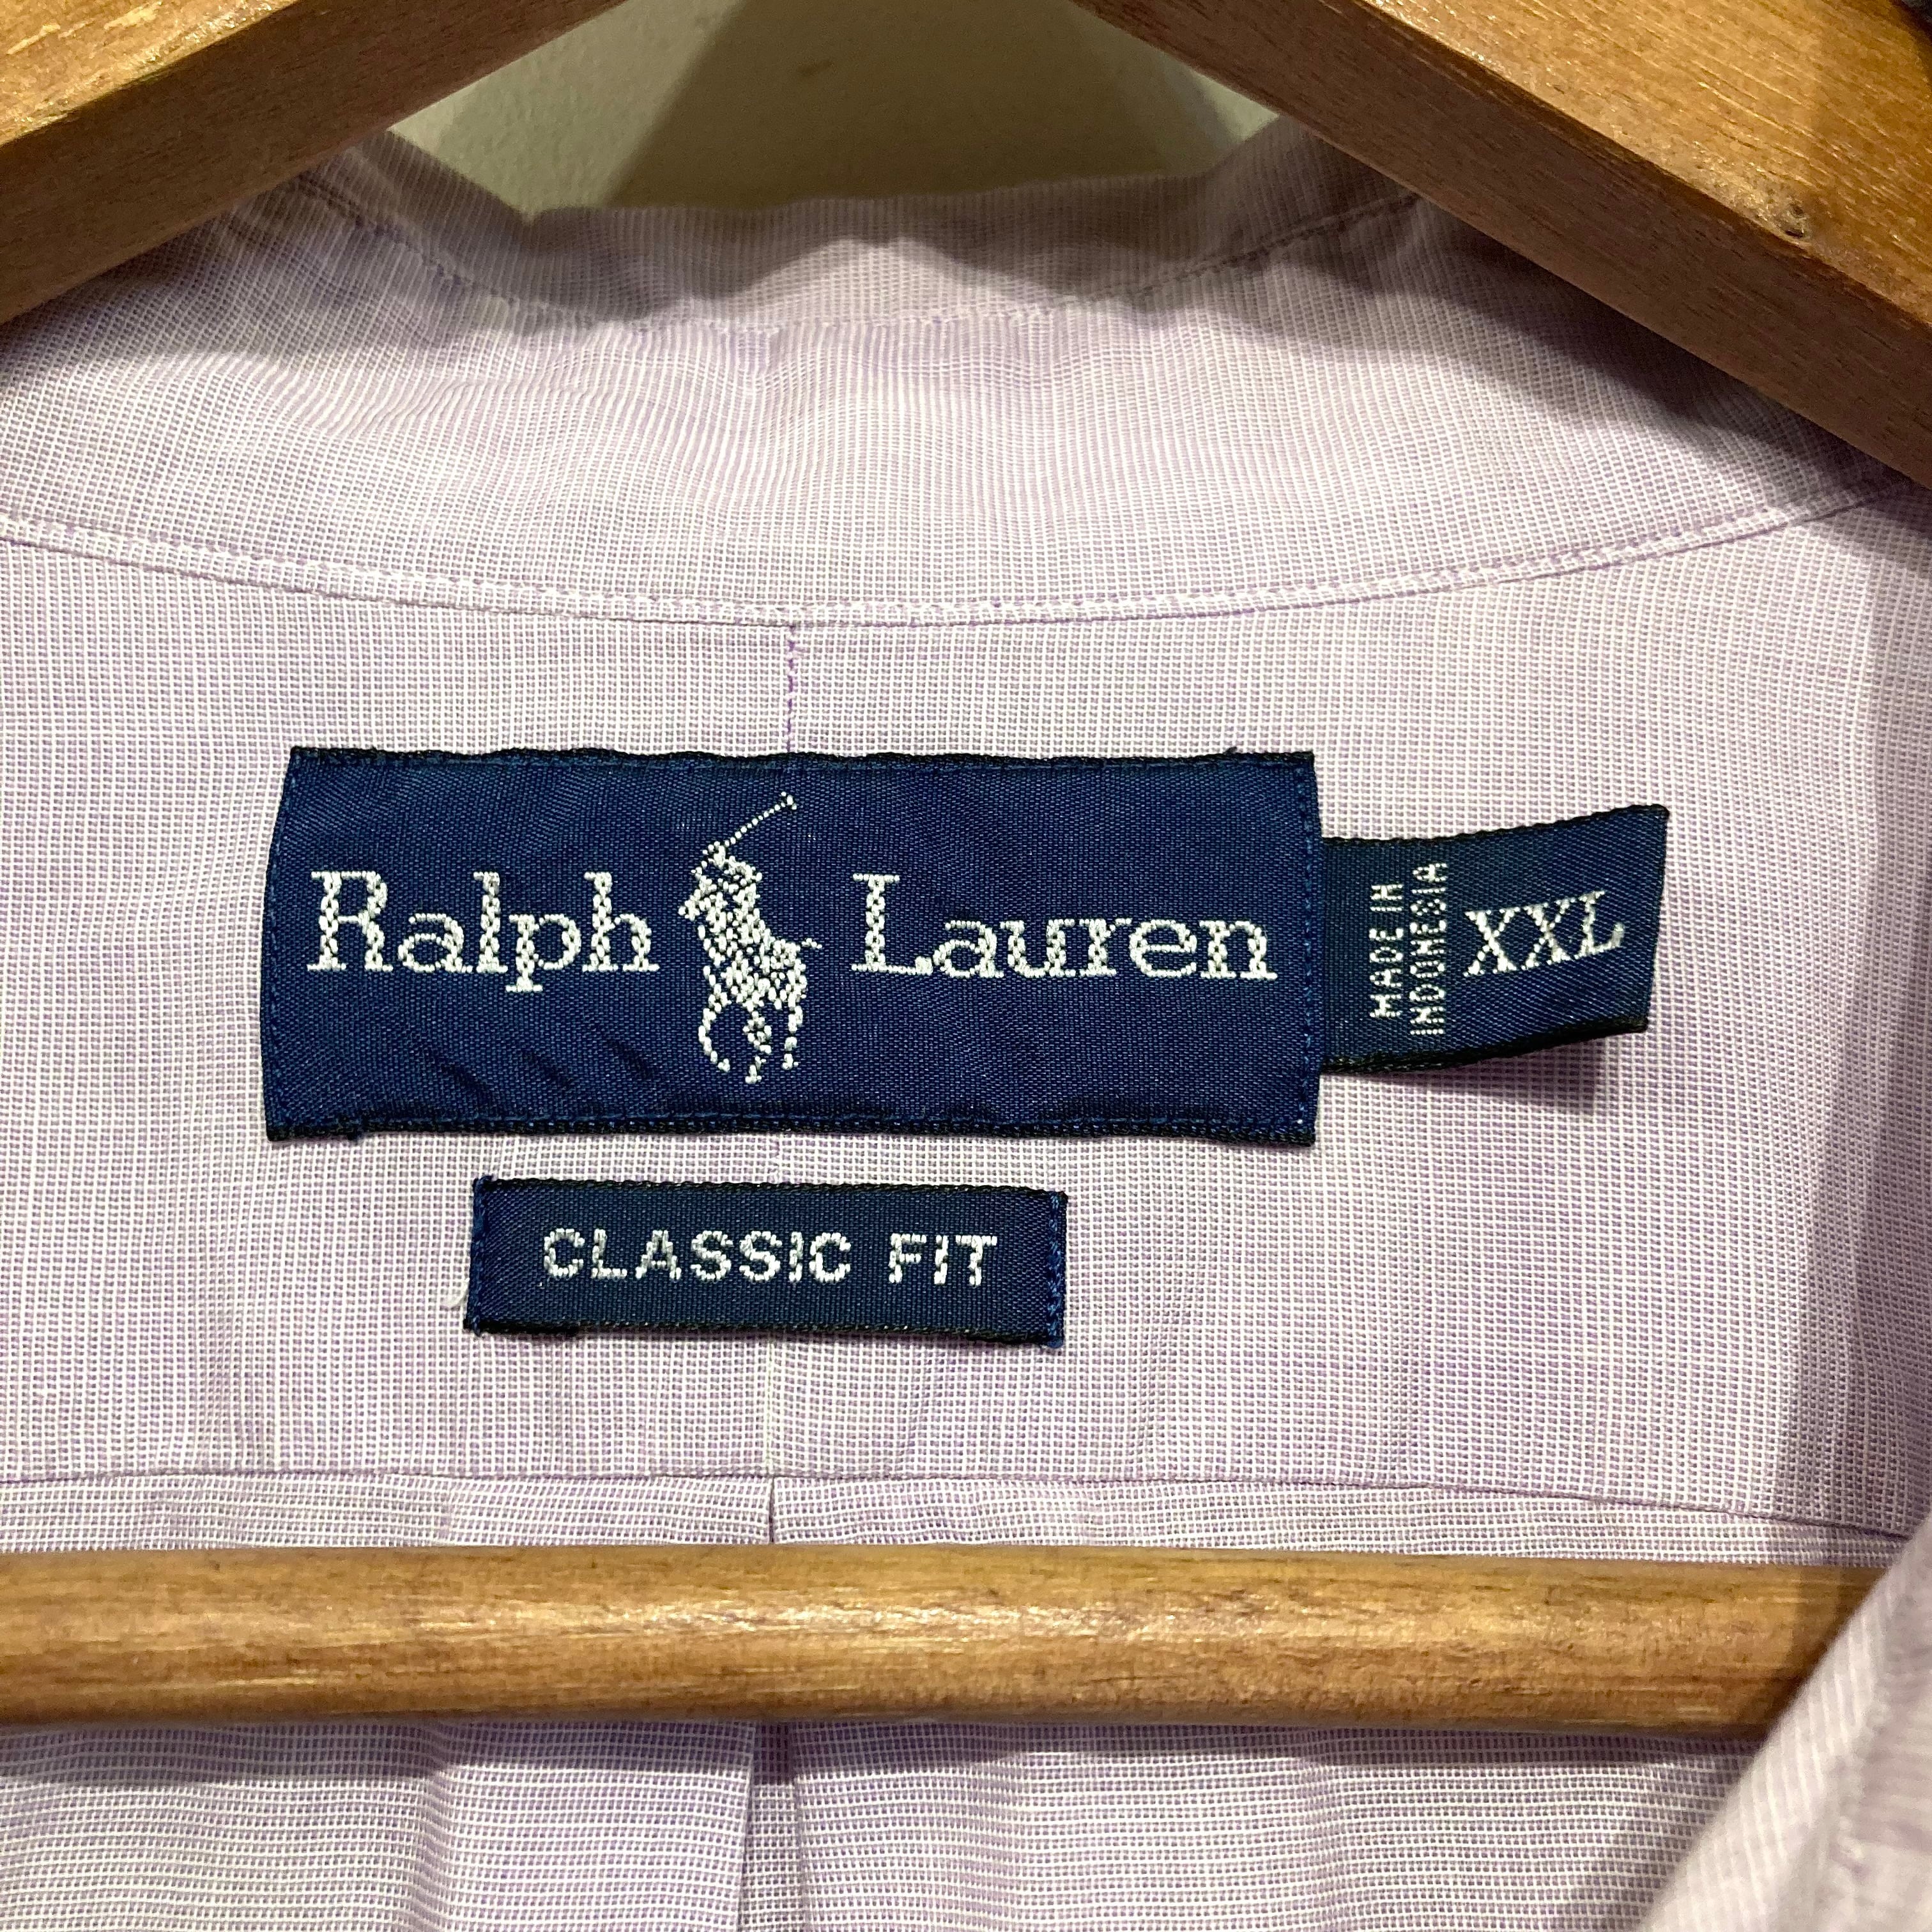 Ralph Lauren
MADE IN
INDONESIA
XXL
CLASSIC FIT